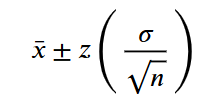 x̄ ± z ( σ / √n )